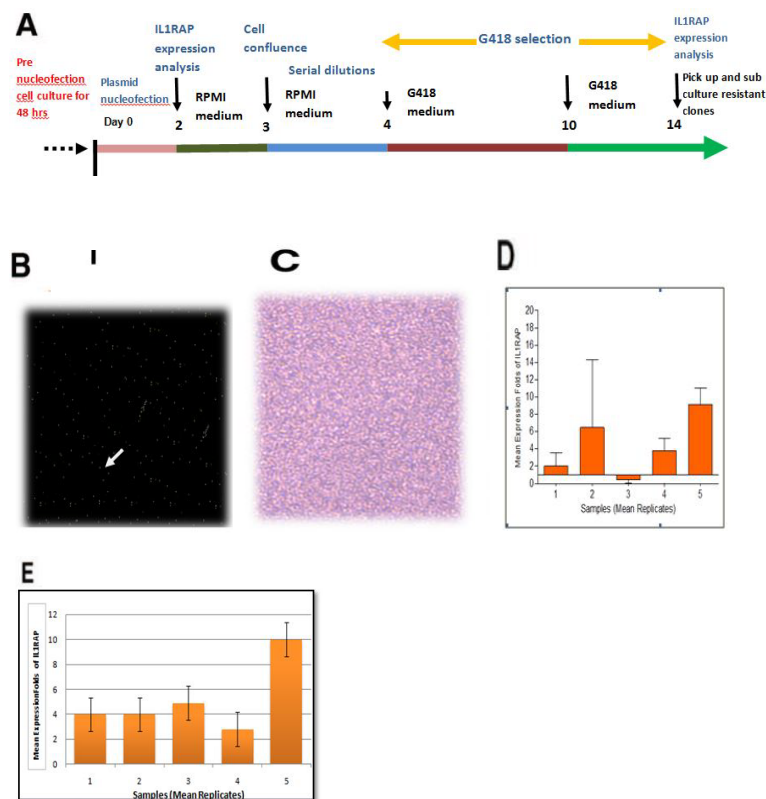 A
Pre
nucleofection
cell culture for
48 hrs
Plasmid
nucleofection
Day 0
IL1RAP
expression
analysis
2
RPMI
medium
Cell
confluence
3
Serial dilutions
RPMI
medium
4
G418
medium
G418 selection
10
G418
medium
IL1RAP
expression
analysis
14
Pick up and sub
culture resistant
clones
B
I
C
D
Mean Expression Folds of IL1RAP
20
18
16
14
12
10
8
6
4
2
0
1 2 3 4 5
Samples (Mean Replicates)
E
Mean ExpressionFolds of IL1RAP
12
10
8
6
4
2
0
1 2 3 4 5
Samples (Mean Replicates)